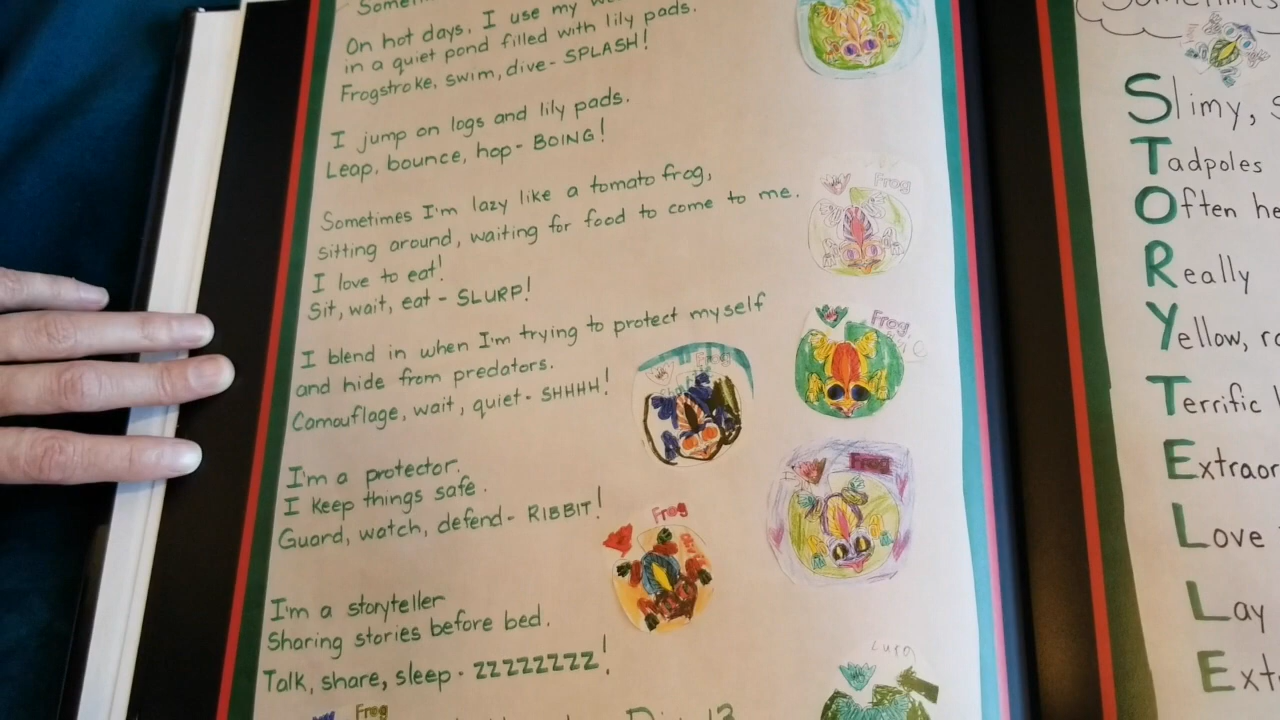 On hot days, I use my
in a quiet pond filled with lily pads.
Frogstroke, swim, dive - SPLASH!
I jump on logs and lily pads.
Leap, bounce, hop - BOING!
Sometimes I'm lazy like a tomato frog,
sitting around, waiting for food to come to me.
I love to eat!
Sit, wait, eat - SLURP!
I blend in when I'm trying to protect myself
and hide from predators.
Camouflage, wait, quiet - SHHHH!
I'm a protector.
I keep things safe.
Guard, watch, defend - RIBBIT!
I'm a storyteller
Sharing stories before bed.
Talk, share, sleep - ZZZZZZZZ!
Frog
Frog
Frog
Frog
Frog
Frog
Div. 13
Sometimes
Slimy,
Tadpoles
Often
Really
Yellow,
Terrific
Love
Lay